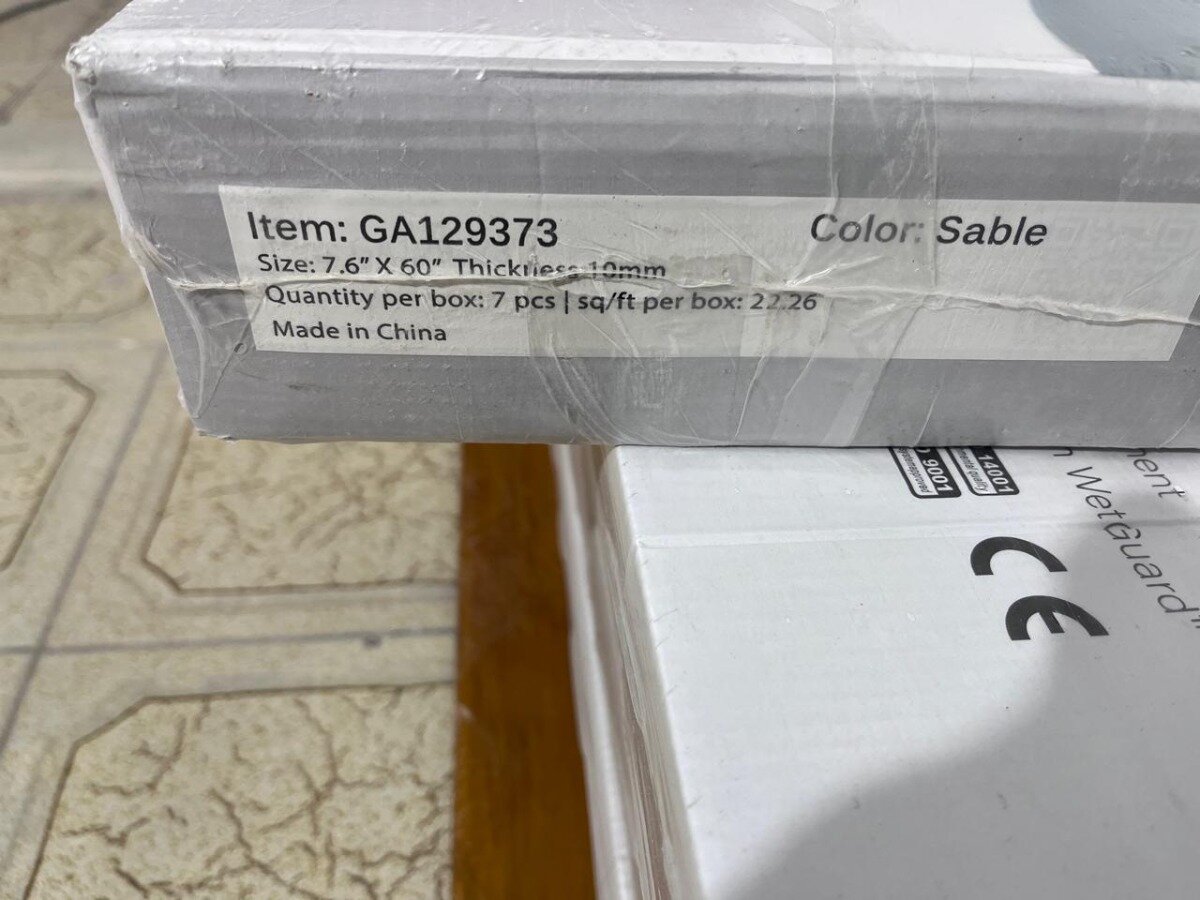 Item: GA129373 Color: Sable
Size: 7.6" X 60" Thickness 10mm
Quantity per box: 7 pcs | sq/ft per box: 22.26
Made in China
9001
14001
WetGuard
CE